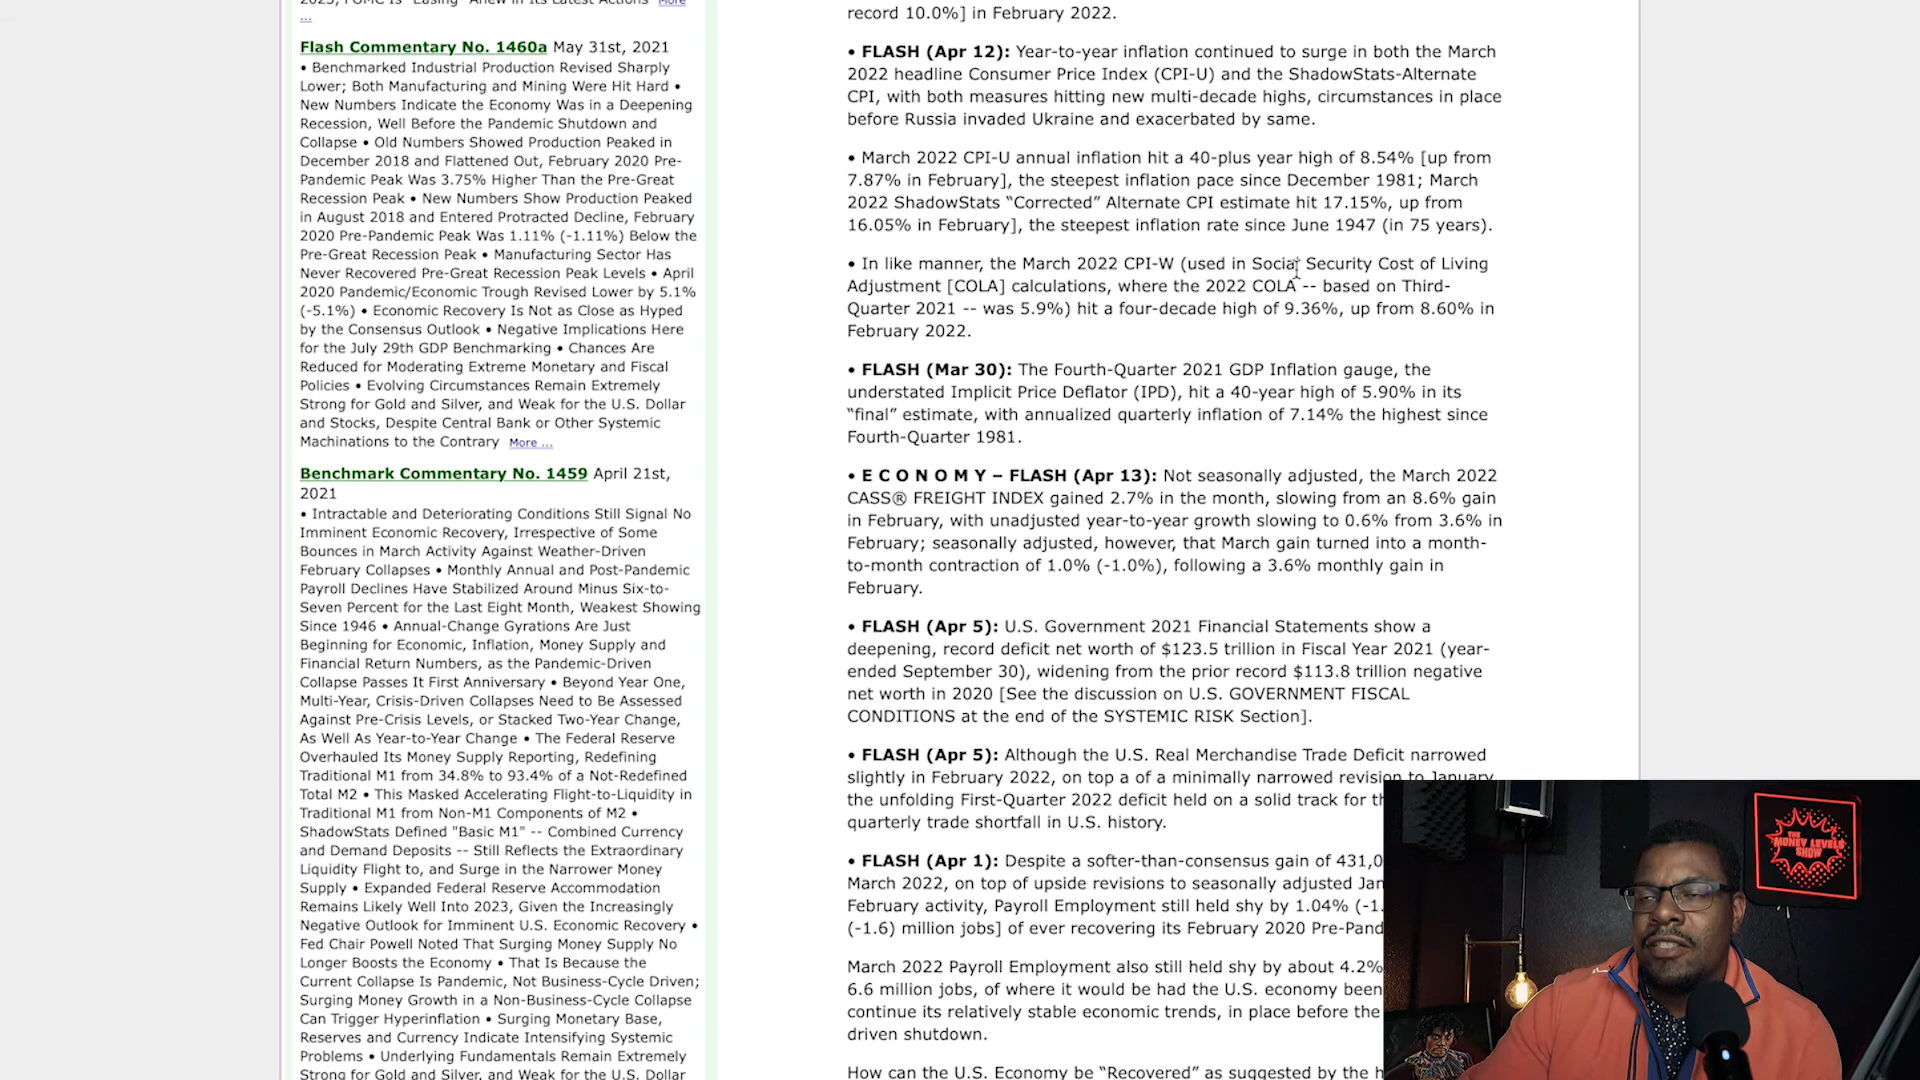 2023, FOMC Is "Easing" Anew in Its Latest Actions More
...
Flash Commentary No. 1460a May 31st, 2021
• Benchmarked Industrial Production Revised Sharply
Lower; Both Manufacturing and Mining Were Hit Hard •
New Numbers Indicate the Economy Was in a Deepening
Recession, Well Before the Pandemic Shutdown and
Collapse • Old Numbers Showed Production Peaked in
December 2018 and Flattened Out, February 2020 Pre-
Pandemic Peak Was 3.75% Higher Than the Pre-Great
Recession Peak • New Numbers Show Production Peaked
in August 2018 and Entered Protracted Decline, February
2020 Pre-Pandemic Peak Was 1.11% (-1.11%) Below the
Pre-Great Recession Peak • Manufacturing Sector Has
Never Recovered Pre-Great Recession Peak Levels • April
2020 Pandemic/Economic Trough Revised Lower by 5.1%
(-5.1%) • Economic Recovery Is Not as Close as Hyped
by the Consensus Outlook • Negative Implications Here
for the July 29th GDP Benchmarking • Chances Are
Reduced for Moderating Extreme Monetary and Fiscal
Policies • Evolving Circumstances Remain Extremely
Strong for Gold and Silver, and Weak for the U.S. Dollar
and Stocks, Despite Central Bank or Other Systemic
Machinations to the Contrary More ...
Benchmark Commentary No. 1459 April 21st,
2021
• Intractable and Deteriorating Conditions Still Signal No
Imminent Economic Recovery, Irrespective of Some
Bounces in March Activity Against Weather-Driven
February Collapses • Monthly Annual and Post-Pandemic
Payroll Declines Have Stabilized Around Minus Six-to-
Seven Percent for the Last Eight Month, Weakest Showing
Since 1946 • Annual-Change Gyrations Are Just
Beginning for Economic, Inflation, Money Supply and
Financial Return Numbers, as the Pandemic-Driven
Collapse Passes It First Anniversary • Beyond Year One,
Multi-Year, Crisis-Driven Collapses Need to Be Assessed
Against Pre-Crisis Levels, or Stacked Two-Year Change,
As Well As Year-to-Year Change • The Federal Reserve
Overhauled Its Money Supply Reporting, Redefining
Traditional M1 from 34.8% to 93.4% of a Not-Redefined
Total M2 • This Masked Accelerating Flight-to-Liquidity in
Traditional M1 from Non-M1 Components of M2 •
ShadowStats Defined "Basic M1" -- Combined Currency
and Demand Deposits -- Still Reflects the Extraordinary
Liquidity Flight to, and Surge in the Narrower Money
Supply • Expanded Federal Reserve Accommodation
Remains Likely Well Into 2023, Given the Increasingly
Negative Outlook for Imminent U.S. Economic Recovery •
Fed Chair Powell Noted That Surging Money Supply No
Longer Boosts the Economy • That Is Because the
Current Collapse Is Pandemic, Not Business-Cycle Driven;
Surging Money Growth in a Non-Business-Cycle Collapse
Can Trigger Hyperinflation • Surging Monetary Base,
Reserves and Currency Indicate Intensifying Systemic
Problems • Underlying Fundamentals Remain Extremely
Strong for Gold and Silver, and Weak for the U.S. Dollar
record 10.0%] in February 2022.
• FLASH (Apr 12): Year-to-year inflation continued to surge in both the March
2022 headline Consumer Price Index (CPI-U) and the ShadowStats-Alternate
CPI, with both measures hitting new multi-decade highs, circumstances in place
before Russia invaded Ukraine and exacerbated by same.
• March 2022 CPI-U annual inflation hit a 40-plus year high of 8.54% [up from
7.87% in February], the steepest inflation pace since December 1981; March
2022 ShadowStats “Corrected” Alternate CPI estimate hit 17.15%, up from
16.05% in February], the steepest inflation rate since June 1947 (in 75 years).
• In like manner, the March 2022 CPI-W (used in Social Security Cost of Living
Adjustment [COLA] calculations, where the 2022 COLA -- based on Third-
Quarter 2021 -- was 5.9%) hit a four-decade high of 9.36%, up from 8.60% in
February 2022.
• FLASH (Mar 30): The Fourth-Quarter 2021 GDP Inflation gauge, the
understated Implicit Price Deflator (IPD), hit a 40-year high of 5.90% in its
“final” estimate, with annualized quarterly inflation of 7.14% the highest since
Fourth-Quarter 1981.
• E C O N O M Y – FLASH (Apr 13): Not seasonally adjusted, the March 2022
CASS® FREIGHT INDEX gained 2.7% in the month, slowing from an 8.6% gain
in February, with unadjusted year-to-year growth slowing to 0.6% from 3.6% in
February; seasonally adjusted, however, that March gain turned into a month-
to-month contraction of 1.0% (-1.0%), following a 3.6% monthly gain in
February.
• FLASH (Apr 5): U.S. Government 2021 Financial Statements show a
deepening, record deficit net worth of $123.5 trillion in Fiscal Year 2021 (year-
ended September 30), widening from the prior record $113.8 trillion negative
net worth in 2020 [See the discussion on U.S. GOVERNMENT FISCAL
CONDITIONS at the end of the SYSTEMIC RISK Section].
• FLASH (Apr 5): Although the U.S. Real Merchandise Trade Deficit narrowed
slightly in February 2022, on top a of a minimally narrowed revision to January
the unfolding First-Quarter 2022 deficit held on a solid track for th
quarterly trade shortfall in U.S. history.
• FLASH (Apr 1): Despite a softer-than-consensus gain of 431,0
March 2022, on top of upside revisions to seasonally adjusted Jan
February activity, Payroll Employment still held shy by 1.04% (-1.
(-1.6) million jobs] of ever recovering its February 2020 Pre-Pand
March 2022 Payroll Employment also still held shy by about 4.2%
6.6 million jobs, of where it would be had the U.S. economy been
continue its relatively stable economic trends, in place before the
driven shutdown.
How can the U.S. Economy be “Recovered” as suggested by the h
THE
MONEY LEVELS
SHOW